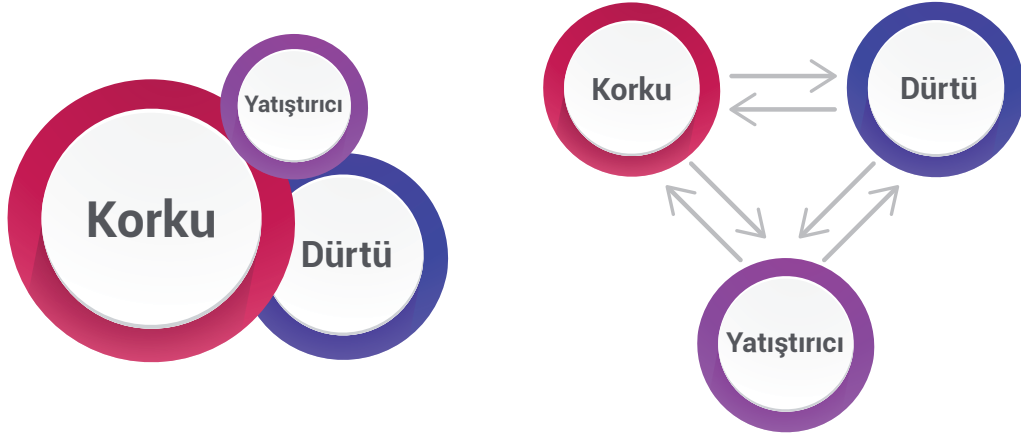 Yatıştırıcı
Korku
Dürtü
Korku
Dürtü
Yatıştırıcı